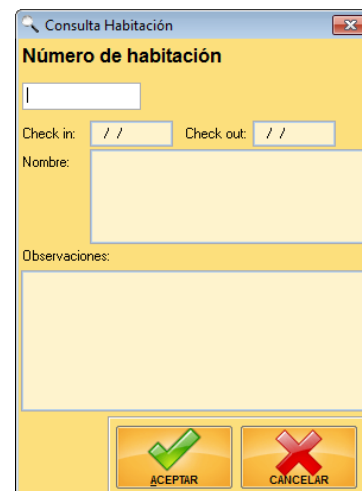 Consulta Habitación
Número de habitación
Check in: / / Check out: / /
Nombre:
Observaciones:
ACEPTAR CANCELAR